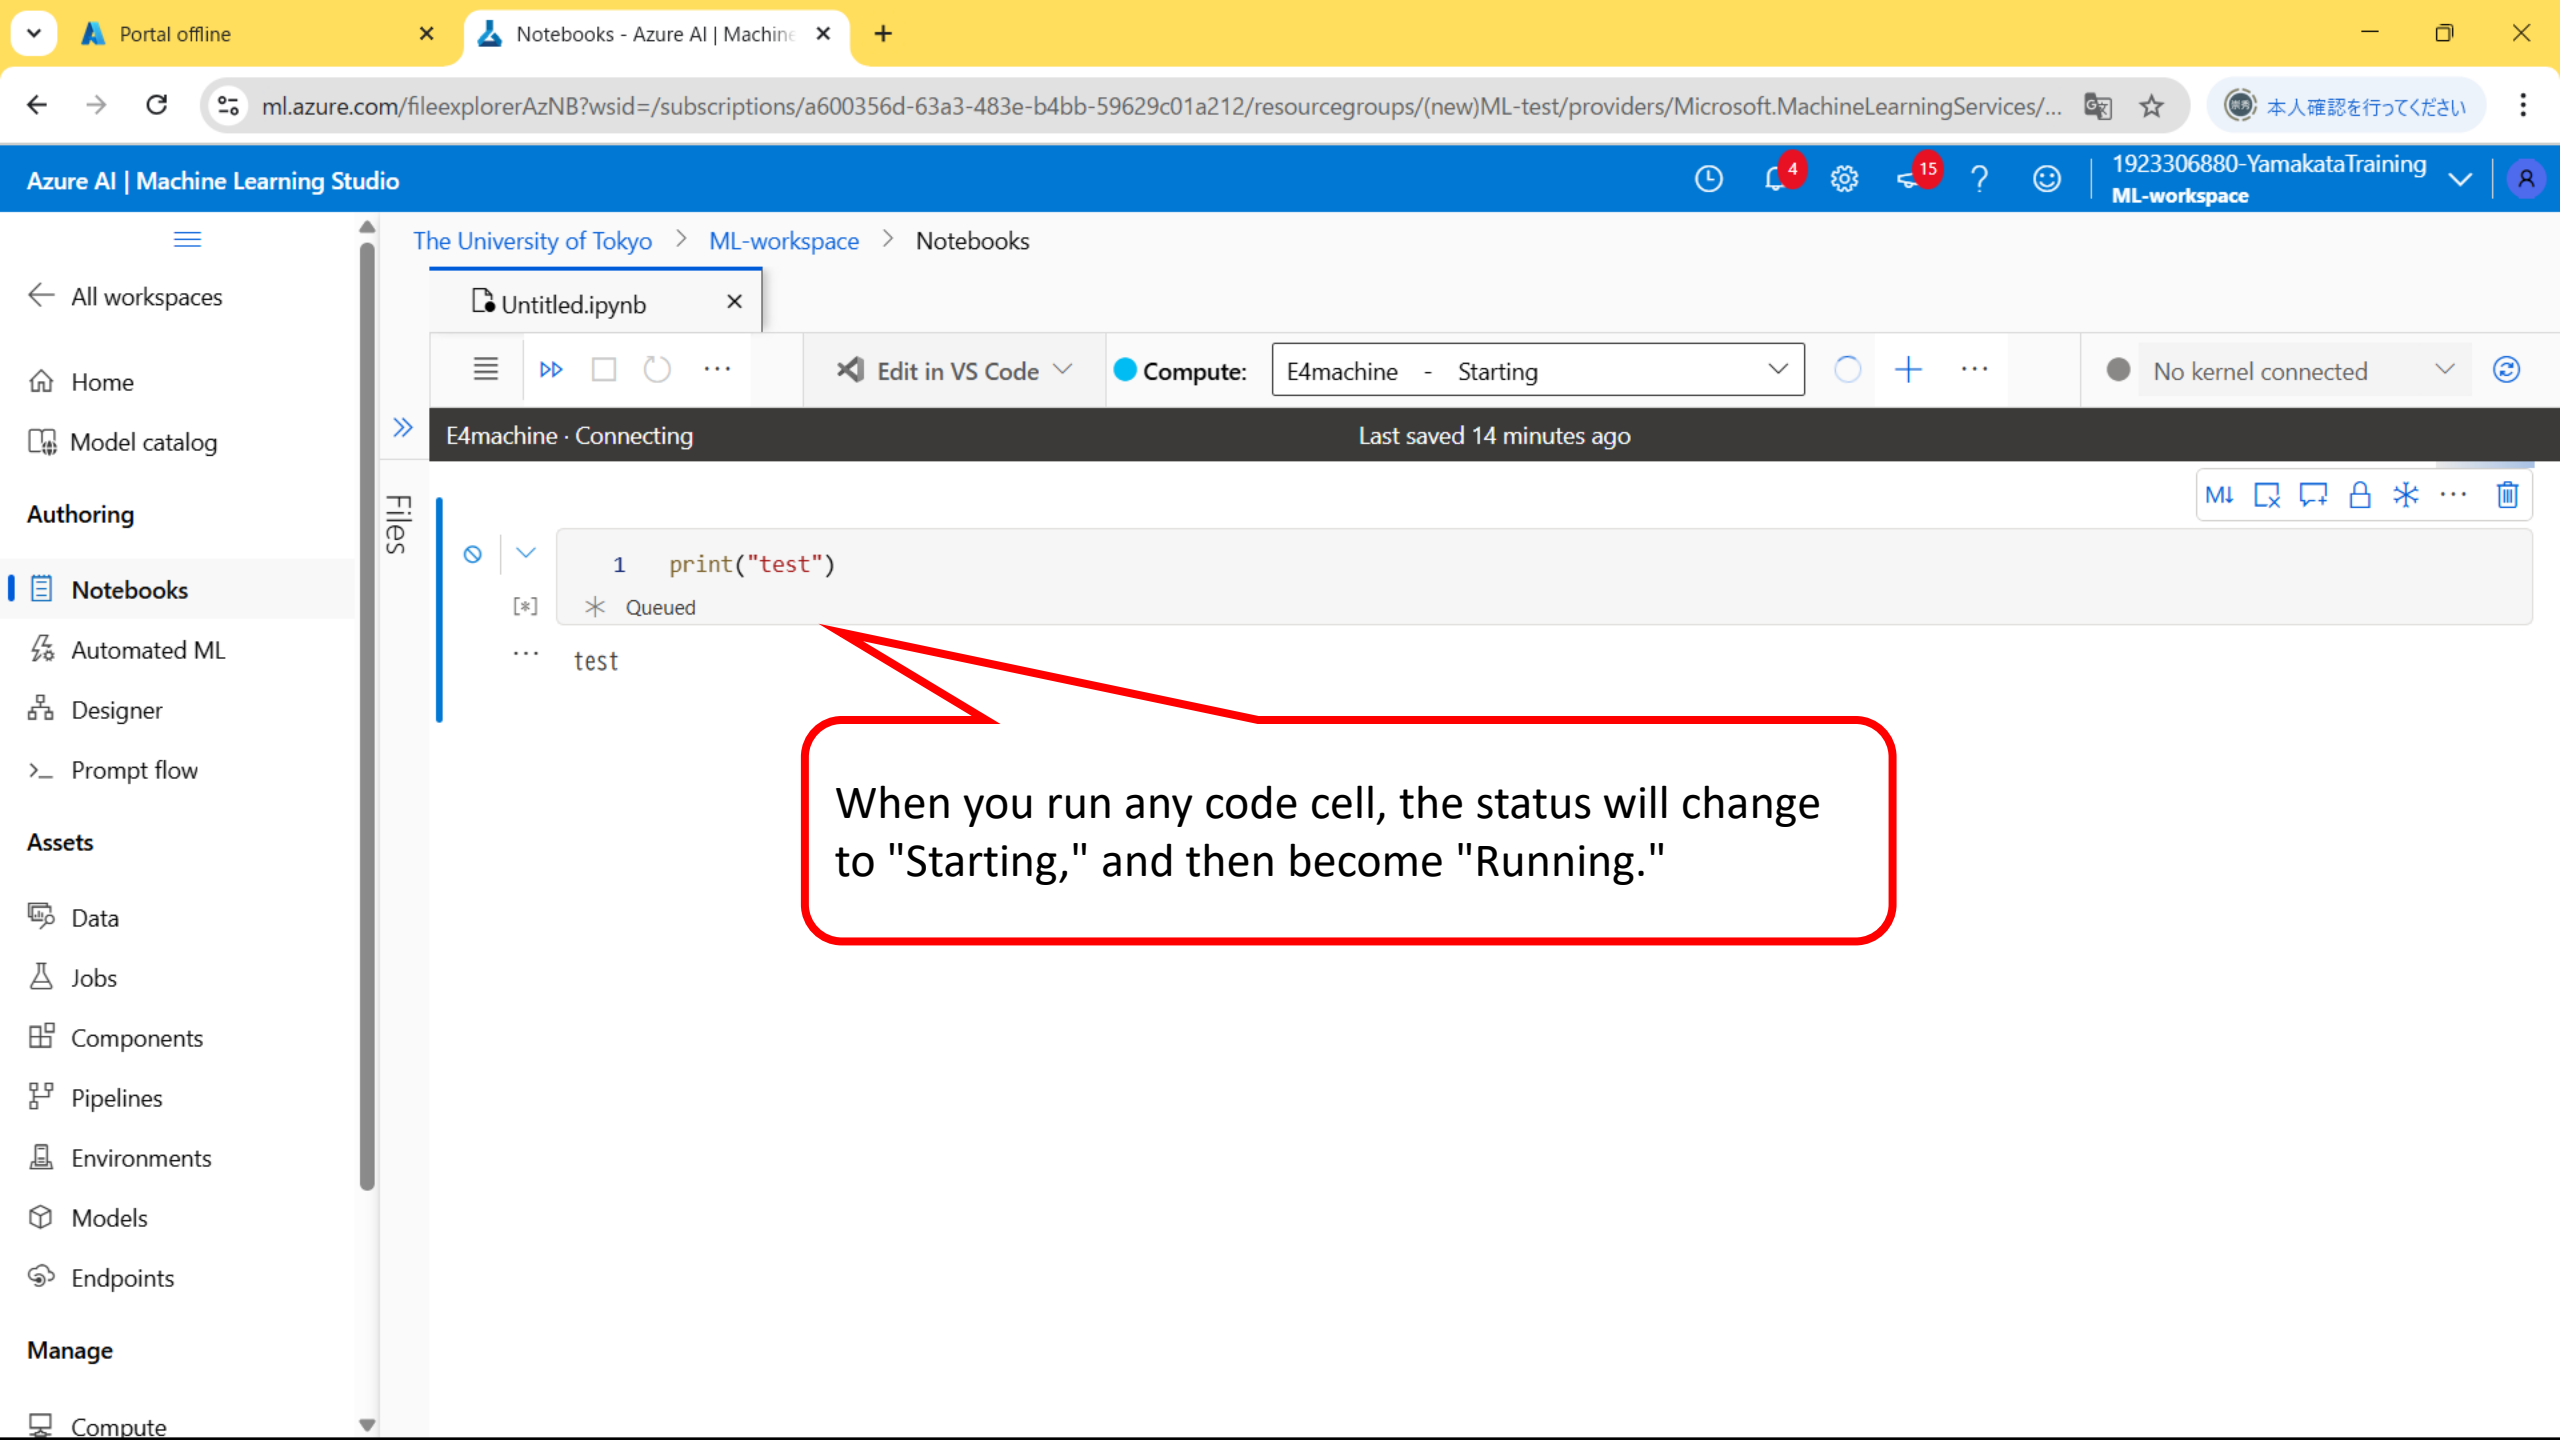 Portal offline
Notebooks - Azure AI | Machine
ml.azure.com/fileexplorerAzNB?wsid=/subscriptions/a600356d-63a3-483e-b4bb-59629c01a212/resourcegroups/(new)ML-test/providers/Microsoft.MachineLearningServices/...
本人確認を行ってください
Azure AI | Machine Learning Studio
4
15
1923306880-YamakataTraining
ML-workspace
The University of Tokyo > ML-workspace > Notebooks
All workspaces
Home
Model catalog
Authoring
Notebooks
Automated ML
Designer
Prompt flow
Assets
Data
Jobs
Components
Pipelines
Environments
Models
Endpoints
Manage
Compute
Files
Untitled.ipynb
Edit in VS Code
Compute:
E4machine - Starting
No kernel connected
E4machine · Connecting
Last saved 14 minutes ago
M↓
1 print("test")
[*] Queued
test
When you run any code cell, the status will change
to "Starting," and then become "Running."